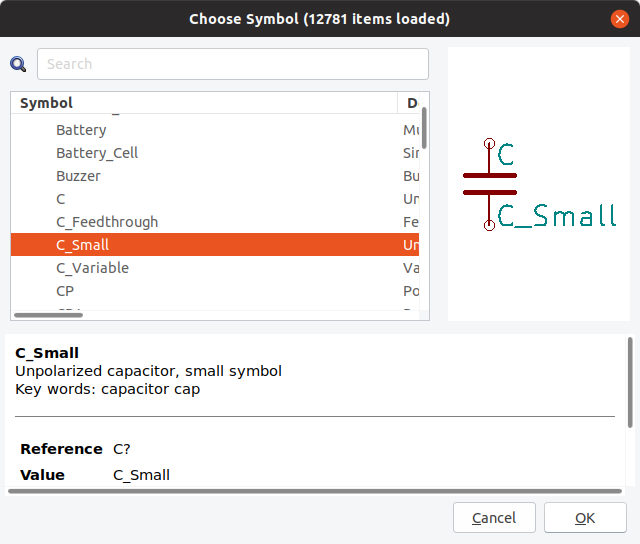 Choose Symbol (12781 items loaded)
Search
Symbol D
Battery Mu
Battery_Cell Sin
Buzzer Bu
C Un
C_Feedthrough Fe
C_Small Un
C_Variable Va
CP Po
C
C_Small
C_Small
Unpolarized capacitor, small symbol
Key words: capacitor cap
Reference C?
Value C_Small
Cancel OK